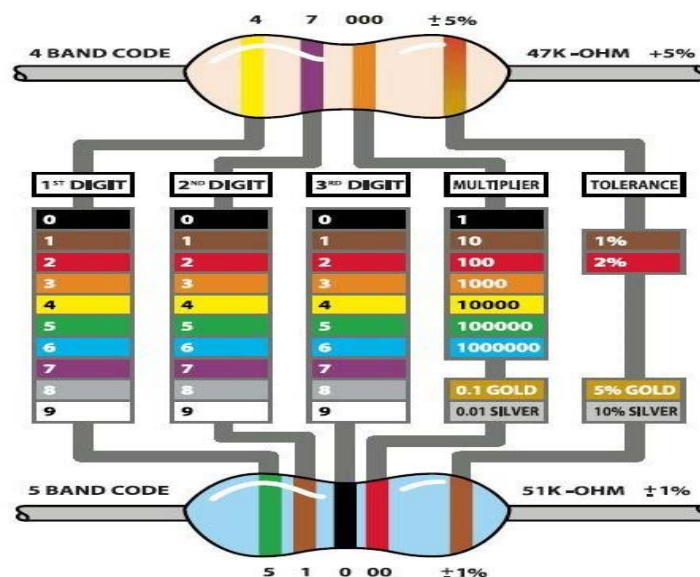 4 7 000 ±5%
4 BAND CODE 47K-OHM +5%
1ST DIGIT 2ND DIGIT 3RD DIGIT MULTIPLIER TOLERANCE
0 0 0 1
1 1 1 10 1%
2 2 2 100 2%
3 3 3 1000
4 4 4 10000
5 5 5 100000
6 6 6 1000000
7 7 7
8 8 8 0.1 GOLD 5% GOLD
9 9 9 0.01 SILVER 10% SILVER
5 BAND CODE 51K-OHM ±1%
5 1 0 00 ±1%